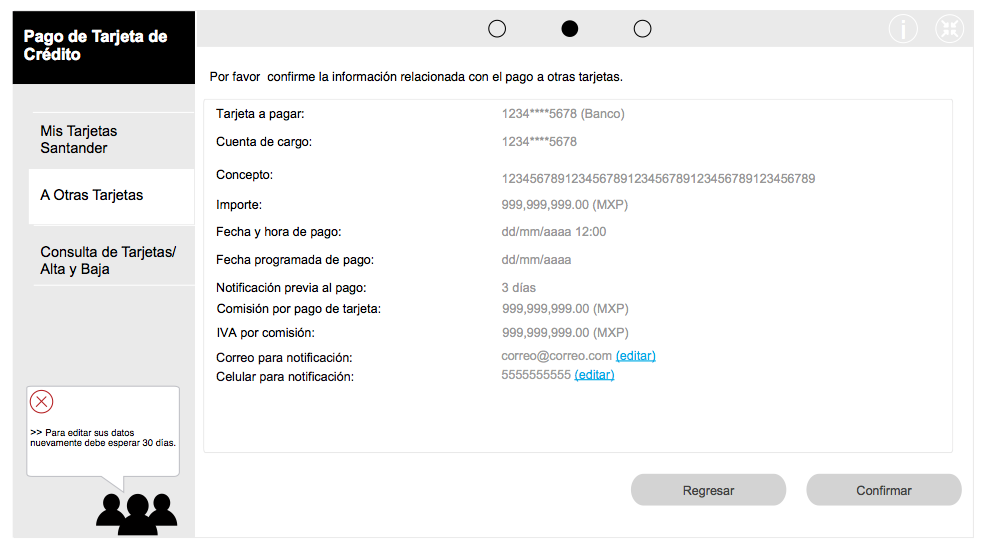 Pago de Tarjeta de
Crédito
Mis Tarjetas
Santander
A Otras Tarjetas
Consulta de Tarjetas/
Alta y Baja
>> Para editar sus datos
nuevamente debe esperar 30 días.
Por favor confirme la información relacionada con el pago a otras tarjetas.
Tarjeta a pagar: 1234****5678 (Banco)
Cuenta de cargo: 1234****5678
Concepto: 123456789123456789123456789123456789123456789
Importe: 999,999,999.00 (MXP)
Fecha y hora de pago: dd/mm/aaaa 12:00
Fecha programada de pago: dd/mm/aaaa
Notificación previa al pago: 3 días
Comisión por pago de tarjeta: 999,999,999.00 (MXP)
IVA por comisión: 999,999,999.00 (MXP)
Correo para notificación: correo@correo.com (editar)
Celular para notificación: 5555555555 (editar)
Regresar Confirmar